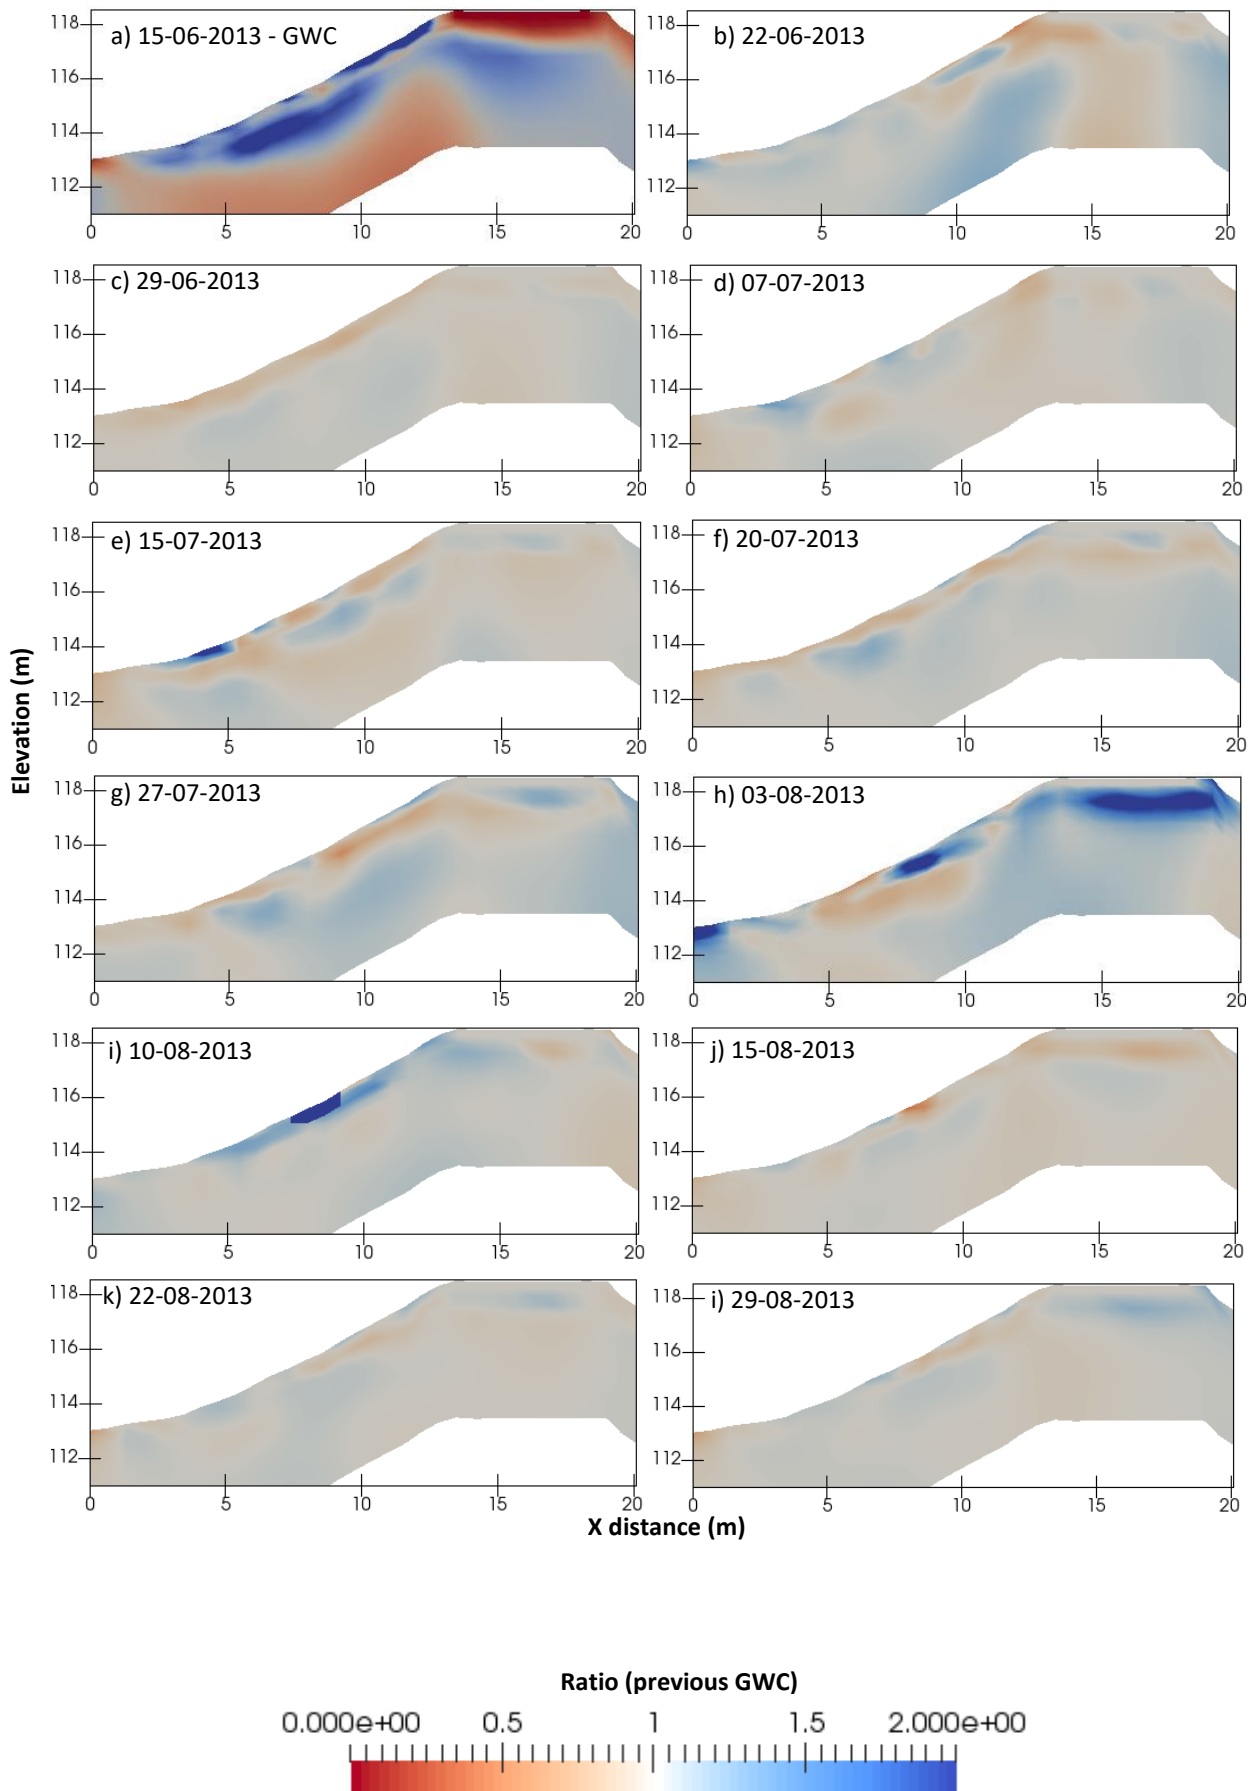 a) 15-06-2013 - GWC
118
116
114
112
0 5 10 15 20
b) 22-06-2013
118
116
114
112
0 5 10 15 20
c) 29-06-2013
118
116
114
112
0 5 10 15 20
d) 07-07-2013
118
116
114
112
0 5 10 15 20
e) 15-07-2013
118
116
114
112
0 5 10 15 20
f) 20-07-2013
118
116
114
112
0 5 10 15 20
Elevation (m)
g) 27-07-2013
118
116
114
112
0 5 10 15 20
h) 03-08-2013
118
116
114
112
0 5 10 15 20
i) 10-08-2013
118
116
114
112
0 5 10 15 20
j) 15-08-2013
118
116
114
112
0 5 10 15 20
k) 22-08-2013
118
116
114
112
0 5 10 15 20
i) 29-08-2013
118
116
114
112
0 5 10 15 20
X distance (m)
Ratio (previous GWC)
0.000e+00 0.5 1 1.5 2.000e+00